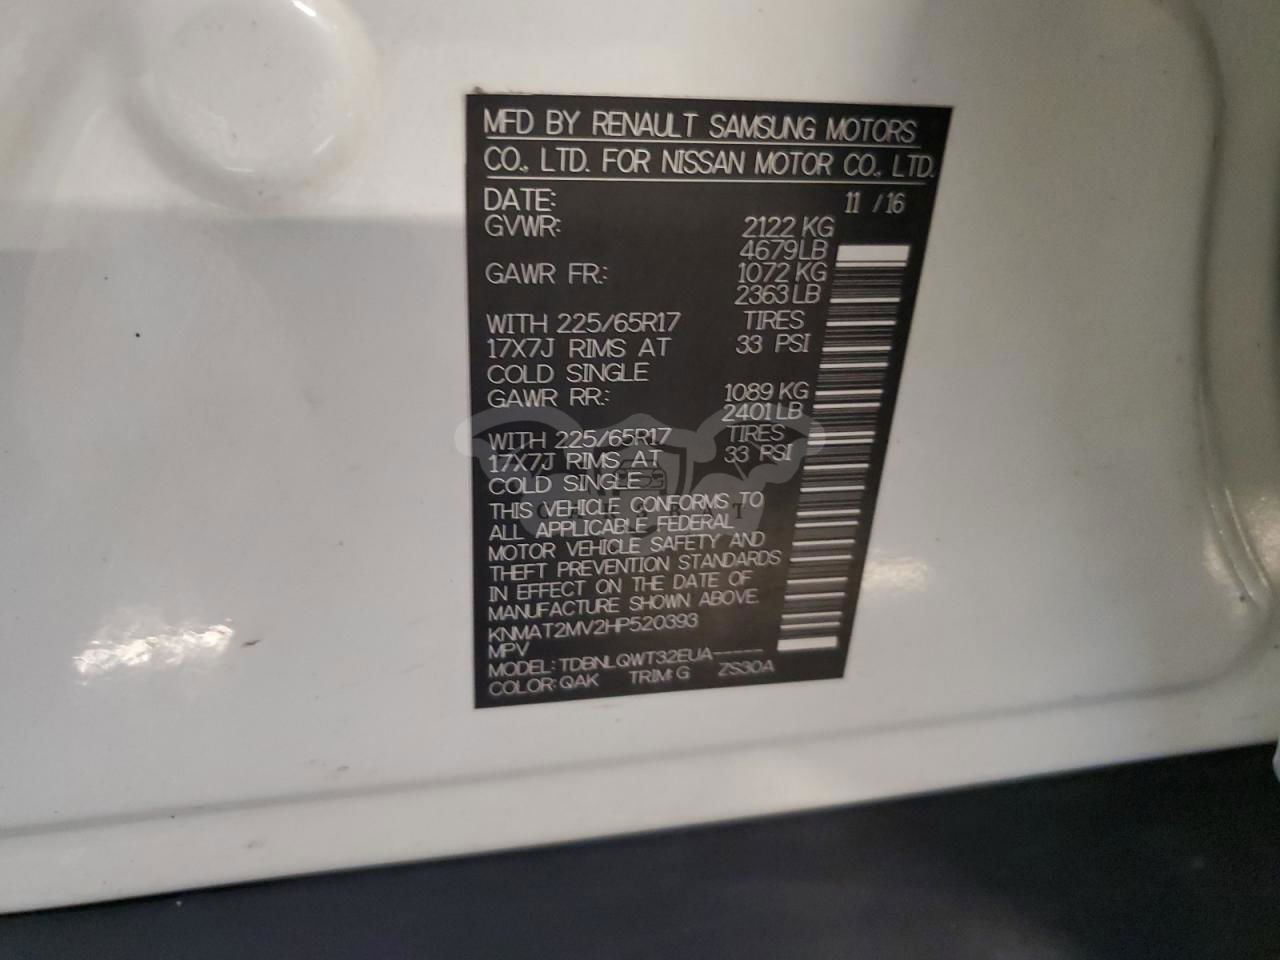 MFD BY RENAULT SAMSUNG MOTORS
CO., LTD. FOR NISSAN MOTOR CO., LTD.
DATE: 11 /16
GVWR: 2122 KG
4679LB
GAWR FR: 1072 KG
2363LB
WITH 225/65R17 TIRES
17X7J RIMS AT 33 PSI
COLD SINGLE
GAWR RR: 1089 KG
2401LB
WITH 225/65R17 TIRES
17X7J RIMS AT 33 PSI
COLD SINGLE
THIS VEHICLE CONFORMS TO
ALL APPLICABLE FEDERAL
MOTOR VEHICLE SAFETY AND
THEFT PREVENTION STANDARDS
IN EFFECT ON THE DATE OF
MANUFACTURE SHOWN ABOVE.
KNMAT2MV2HP520393
MPV
MODEL: TDBNLQWT32EUA-----
COLOR: QAK TRIM: G ZS30A